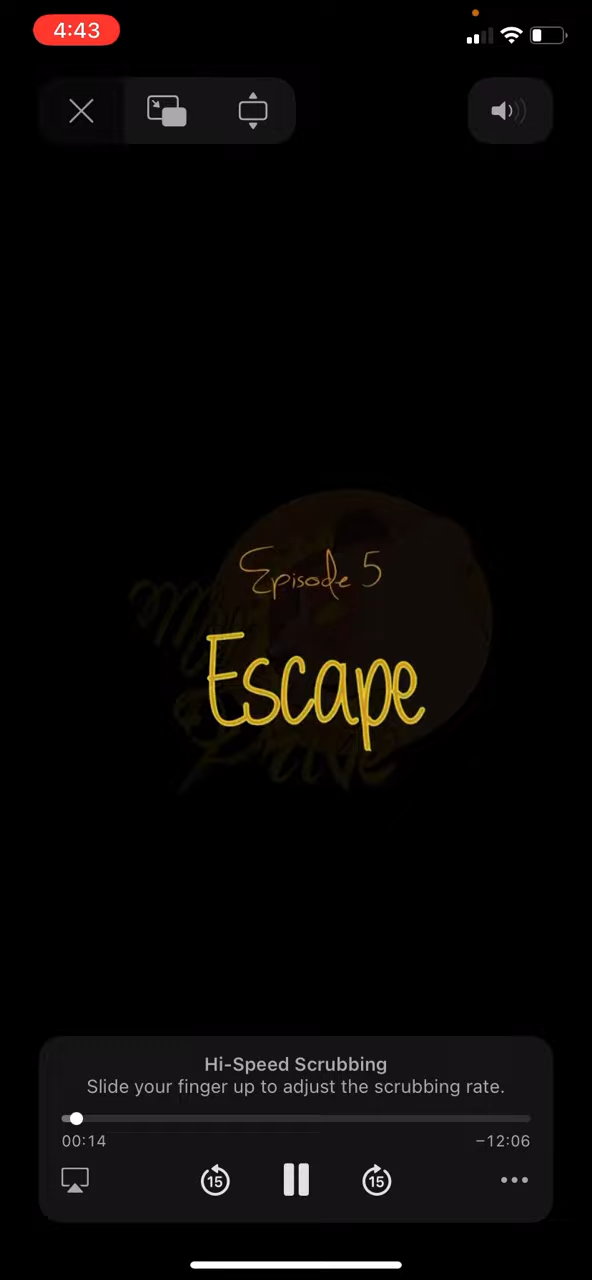 4:43
Episode 5
Escape
Drive
Hi-Speed Scrubbing
Slide your finger up to adjust the scrubbing rate.
00:14
−12:06
15
15